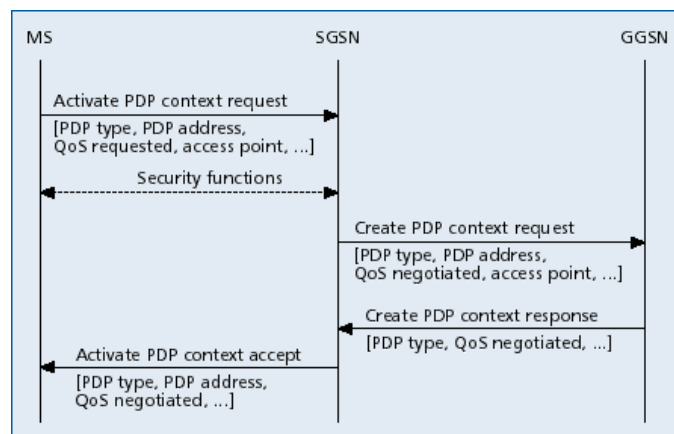 MS SGSN GGSN
Activate PDP context request
[PDP type, PDP address,
QoS requested, access point, ...]
Security functions
Create PDP context request
[PDP type, PDP address,
QoS negotiated, access point, ...]
Create PDP context response
[PDP type, QoS negotiated, ...]
Activate PDP context accept
[PDP type, PDP address,
QoS negotiated, ...]